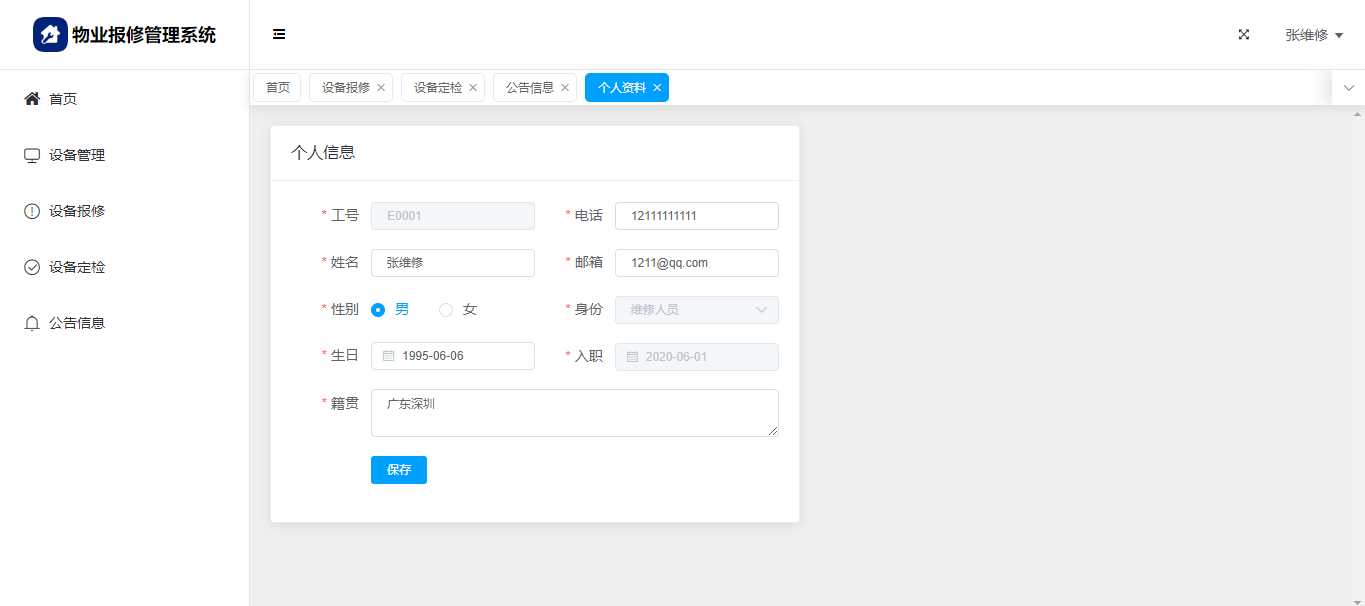 物业报修管理系统
张维修
首页
设备管理
设备报修
设备定检
公告信息
首页 设备报修 设备定检 公告信息 个人资料
个人信息
* 工号 E0001 * 电话 12111111111
* 姓名 张维修 * 邮箱 1211@qq.com
* 性别 男 女 * 身份 维修人员
* 生日 1995-06-06 * 入职 2020-06-01
* 籍贯 广东深圳
保存